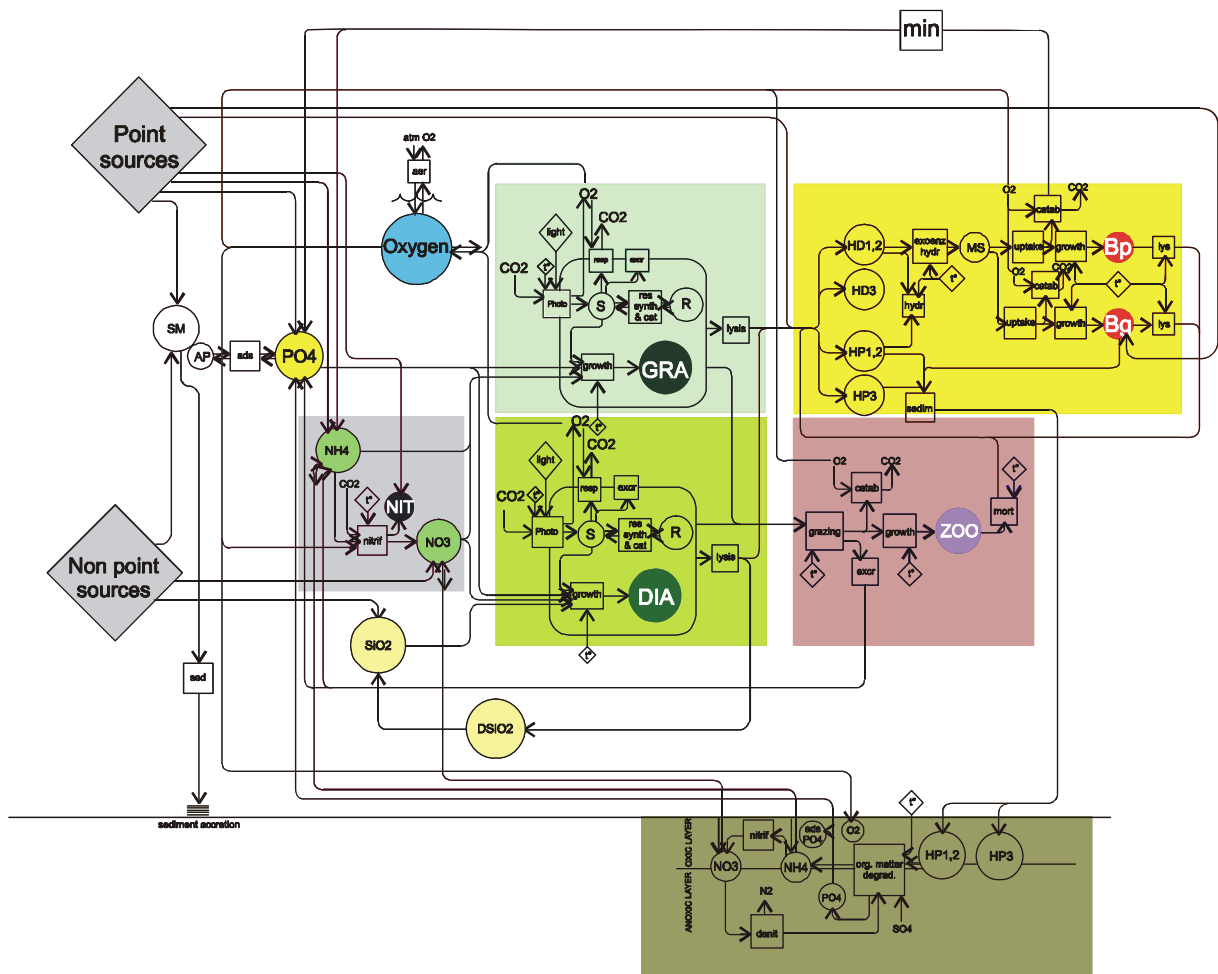 min
Point
sources
atm O2
aer
Oxygen
O2
CO2
light
t°
CO2
resp
excr
Photo
S
res
synth
& cat
R
lysis
growth
GRA
t°
O2
CO2
catab
HD1,2
exoenz.
hydr
MS
uptake
growth
Bp
lys
O2
CO2
catab
t°
HD3
hydr
t°
uptake
growth
Bg
lys
HP1,2
HP3
sedim
SM
AP
ads
PO4
NH4
CO2
t°
NIT
nitrif
NO3
O2
CO2
light
CO2
t°
resp
excr
Photo
S
res
synth
& cat
R
lysis
growth
DIA
t°
O2
CO2
catab
t°
mort
grazing
growth
ZOO
t°
excr
t°
Non point
sources
SiO2
sed
DSiO2
sediment accretion
OXIC LAYER
ANOXIC LAYER
nitrif
ads
PO4
O2
t°
NO3
NH4
org. matter
degrad.
HP1,2
HP3
N2
PO4
denit
SO4